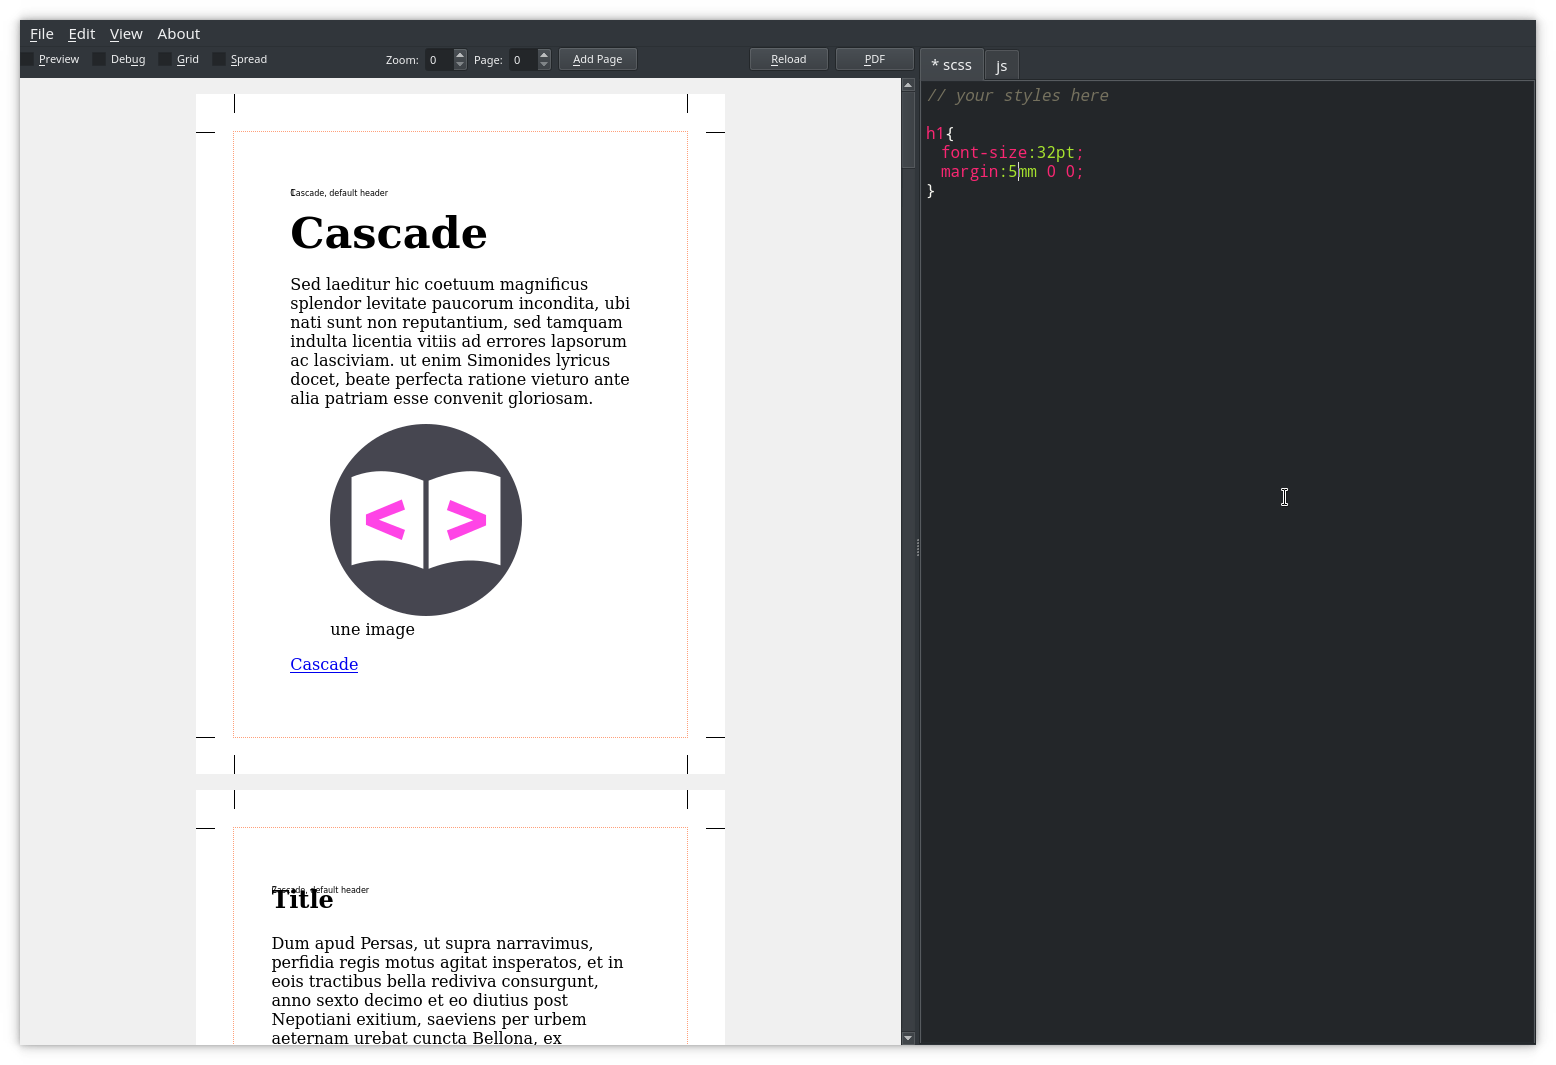 File Edit View About
Preview Debug Grid Spread Zoom: 0 Page: 0 Add Page Reload PDF
* scss js
Cascade, default header
Cascade
Sed laeditur hic coetuum magnificus
splendor levitate paucorum incondita, ubi
nati sunt non reputantium, sed tamquam
indulta licentia vitiis ad errores lapsorum
ac lasciviam. ut enim Simonides lyricus
docet, beate perfecta ratione vieturo ante
alia patriam esse convenit gloriosam.
< >
une image
Cascade
Cascade, default header
Title
Dum apud Persas, ut supra narravimus,
perfidia regis motus agitat insperatos, et in
eois tractibus bella rediviva consurgunt,
anno sexto decimo et eo diutius post
Nepotiani exitium, saeviens per urbem
aeternam urebat cuncta Bellona, ex
// your styles here
h1{
font-size:32pt;
margin:5mm 0 0;
}